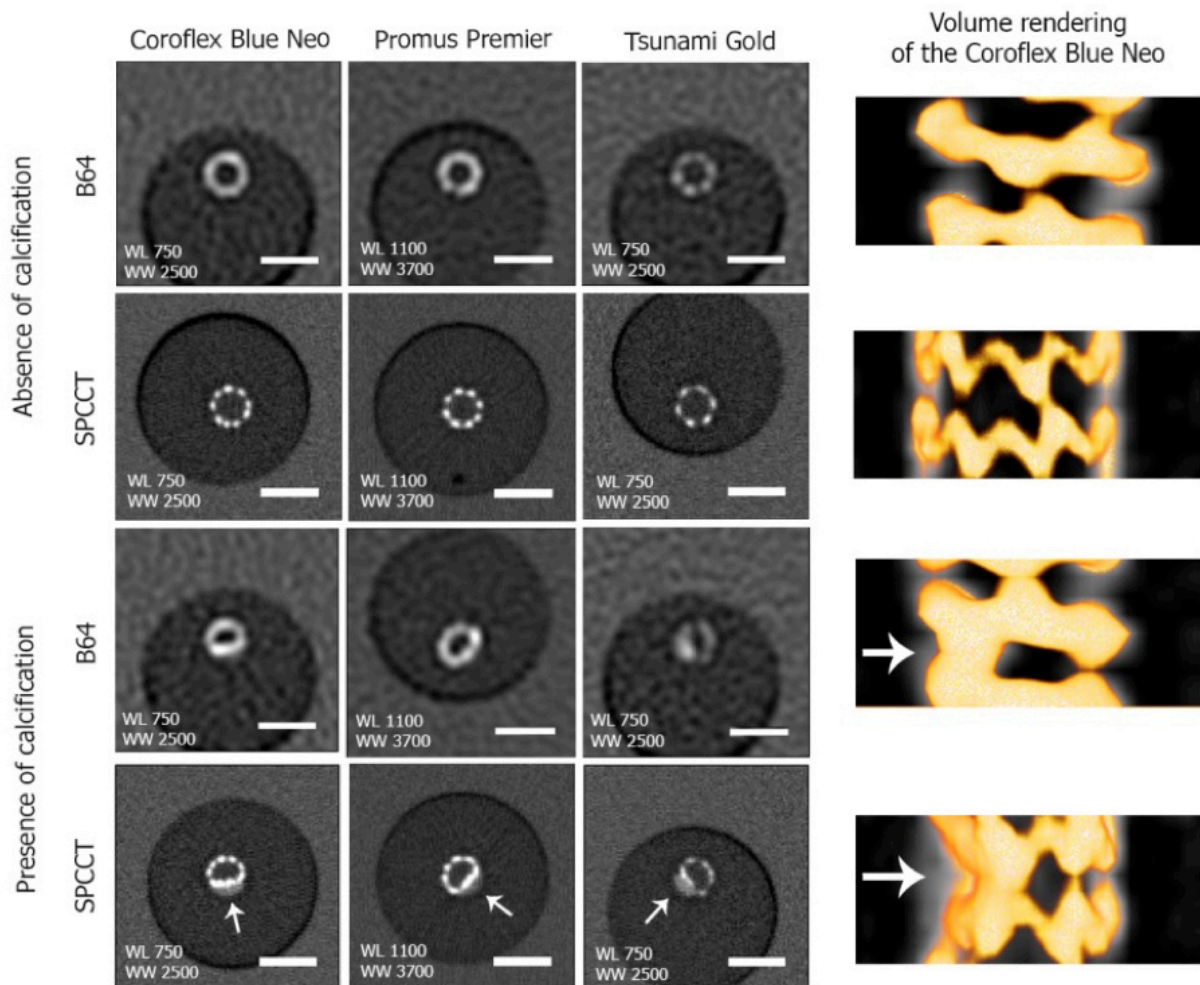 Coroflex Blue Neo
Promus Premier
Tsunami Gold
Volume rendering
of the Coroflex Blue Neo
Absence of calcification
B64
WL 750
WW 2500
WL 1100
WW 3700
WL 750
WW 2500
SPCCT
WL 750
WW 2500
WL 1100
WW 3700
WL 750
WW 2500
Presence of calcification
B64
WL 750
WW 2500
WL 1100
WW 3700
WL 750
WW 2500
SPCCT
WL 750
WW 2500
WL 1100
WW 3700
WL 750
WW 2500